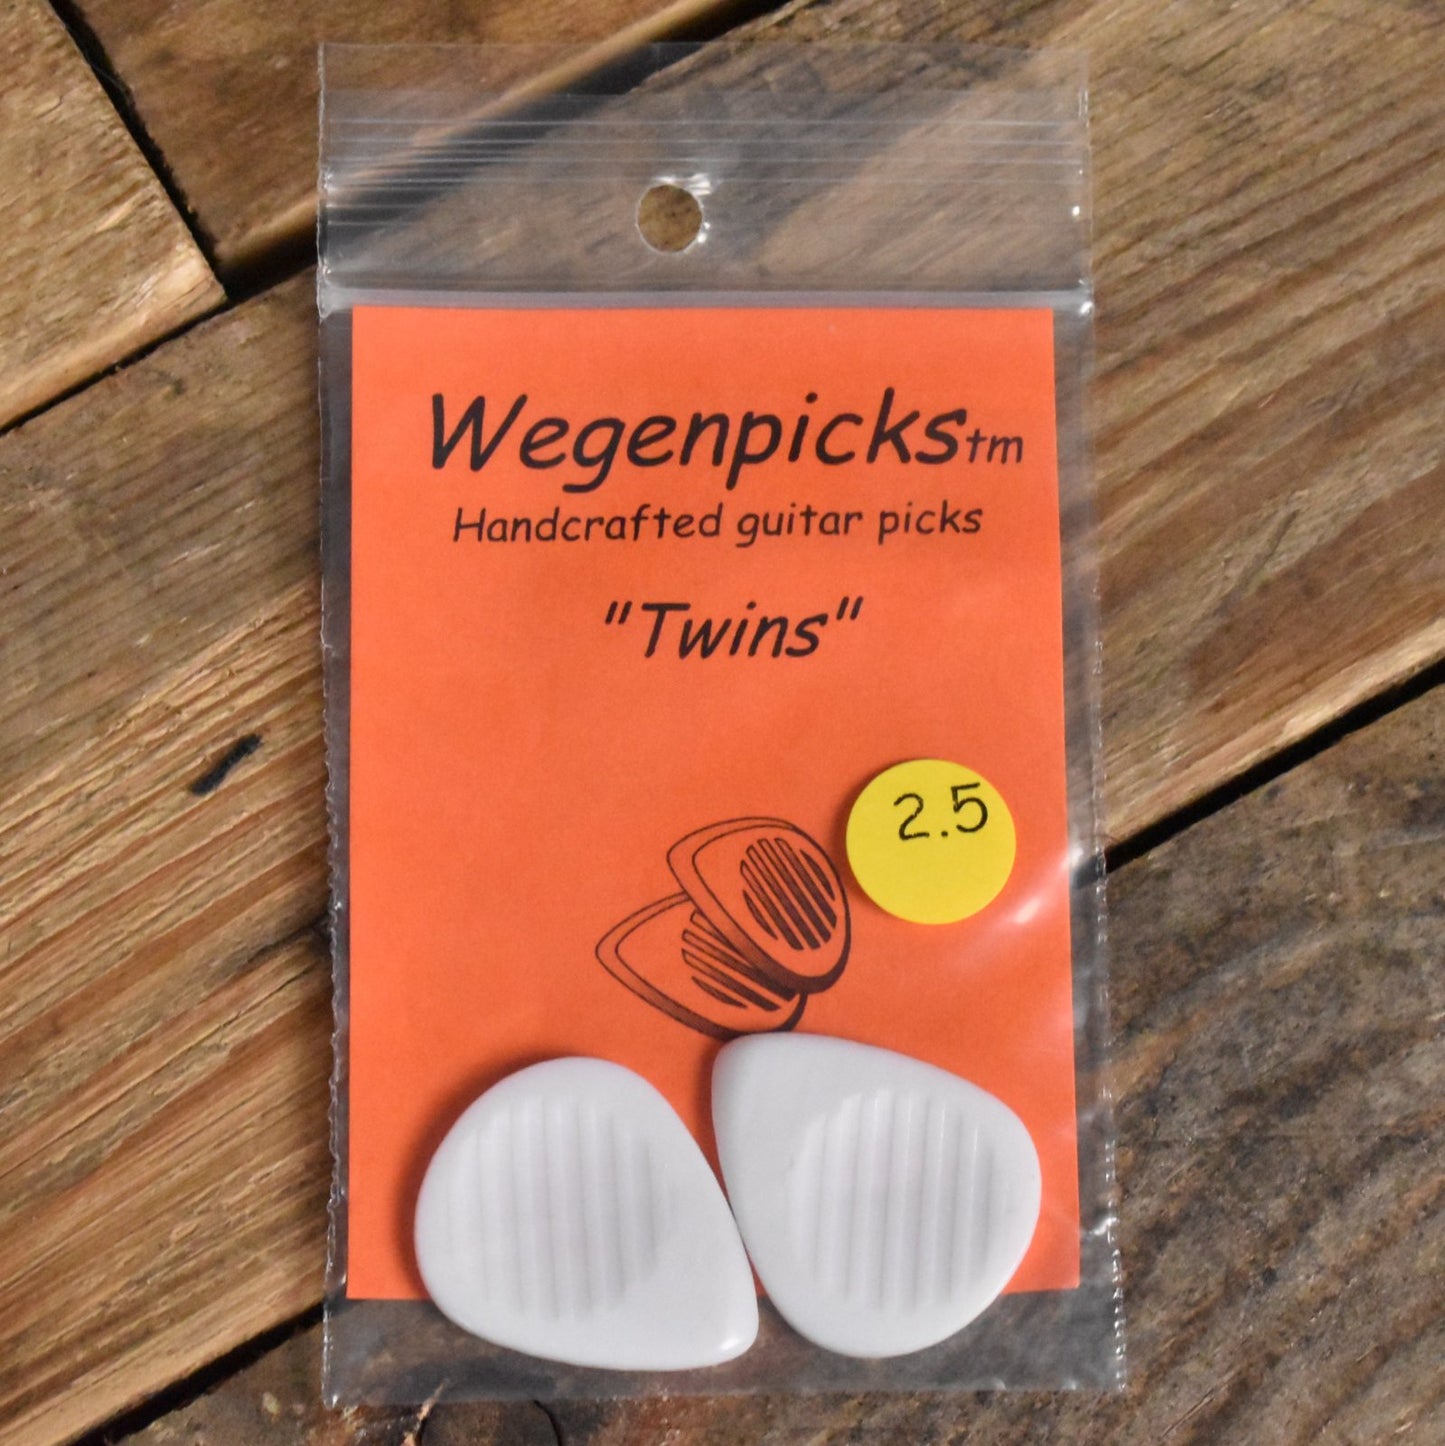 Wegenpickstm
Handcrafted guitar picks
"Twins"
2.5